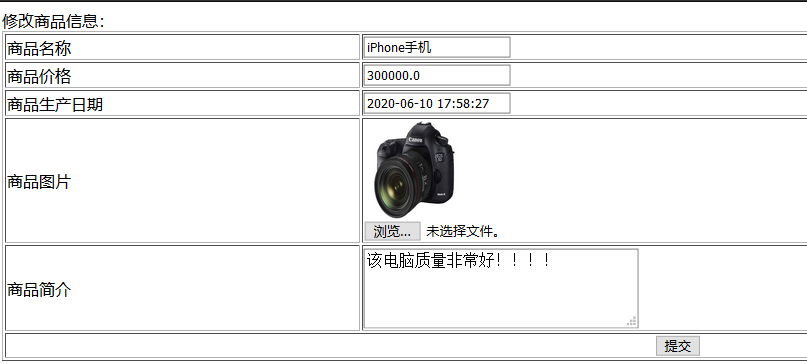 修改商品信息：
商品名称 iPhone手机
商品价格 300000.0
商品生产日期 2020-06-10 17:58:27
Canon
商品图片
浏览... 未选择文件。
该电脑质量非常好！！！！
商品简介
提交